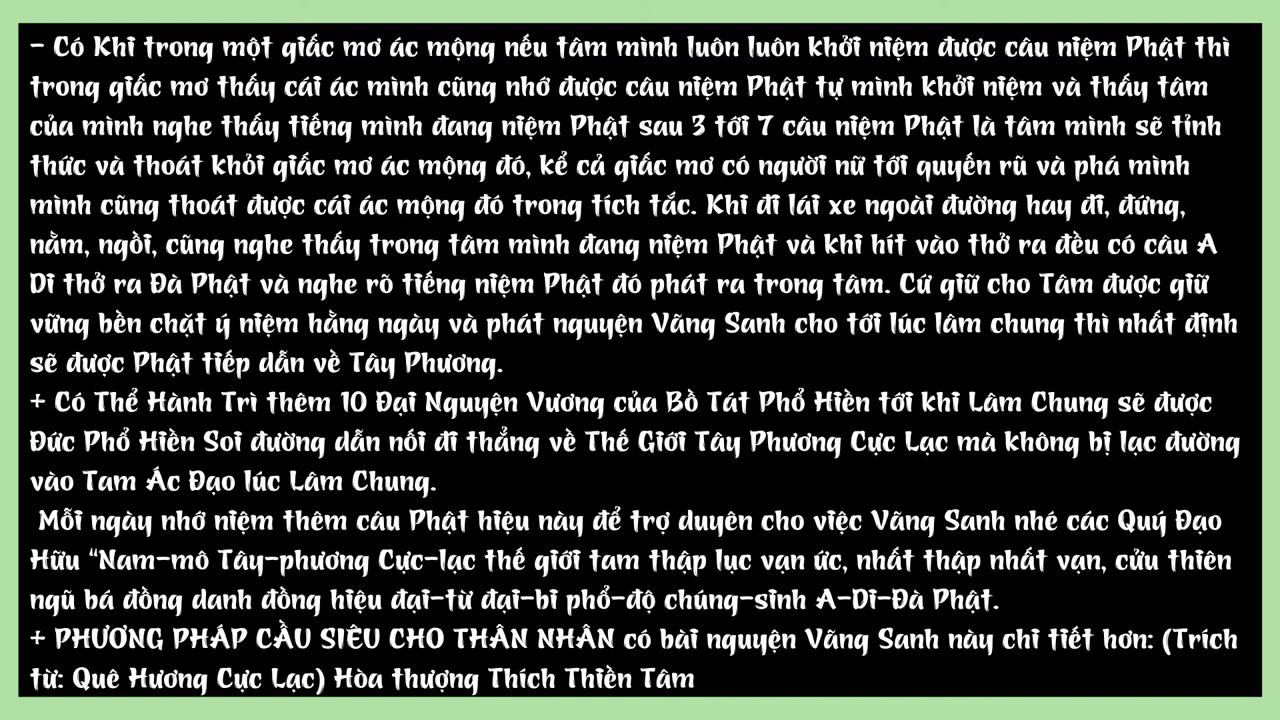 - Có Khi trong một giấc mơ ác mộng nếu tâm mình luôn luôn khởi niệm được câu niệm Phật thì
trong giấc mơ thấy cái ác mình cũng nhớ được câu niệm Phật tự mình khởi niệm và thấy tâm
của mình nghe thấy tiếng mình đang niệm Phật sau 3 tới 7 câu niệm Phật là tâm mình sẽ tỉnh
thức và thoát khỏi giấc mơ ác mộng đó, kể cả giấc mơ có người nữ tới quyến rũ và phá mình
mình cũng thoát được cái ác mộng đó trong tích tắc. Khi đi lái xe ngoài đường hay đi, đứng,
nằm, ngồi, cũng nghe thấy trong tâm mình đang niệm Phật và khi hít vào thở ra đều có câu A
Di thở ra Đà Phật và nghe rõ tiếng niệm Phật đó phát ra trong tâm. Cứ giữ cho Tâm được giữ
vững bền chặt ý niệm hằng ngày và phát nguyện Vãng Sanh cho tới lúc lâm chung thì nhất định
sẽ được Phật tiếp dẫn về Tây Phương.
+ Có Thể Hành Trì thêm 10 Đại Nguyện Vương của Bồ Tát Phổ Hiền tới khi Lâm Chung sẽ được
Đức Phổ Hiền Soi đường dẫn nối đi thẳng về Thế Giới Tây Phương Cực Lạc mà không bị lạc đường
vào Tam Ác Đạo lúc Lâm Chung.
Mỗi ngày nhớ niệm thêm câu Phật hiệu này để trợ duyên cho việc Vãng Sanh nhé các Quý Đạo
Hữu "Nam-mô Tây-phương Cực-lạc thế giới tam thập lục vạn ức, nhất thập nhất vạn, cửu thiên
ngũ bá đồng danh đồng hiệu đại-từ đại-bi phổ-độ chúng-sinh A-Di-Đà Phật.
+ PHƯƠNG PHÁP CẦU SIÊU CHO THÂN NHÂN có bài nguyện Vãng Sanh này chi tiết hơn: (Trích
từ: Quê Hương Cực Lạc) Hòa thượng Thích Thiền Tâm